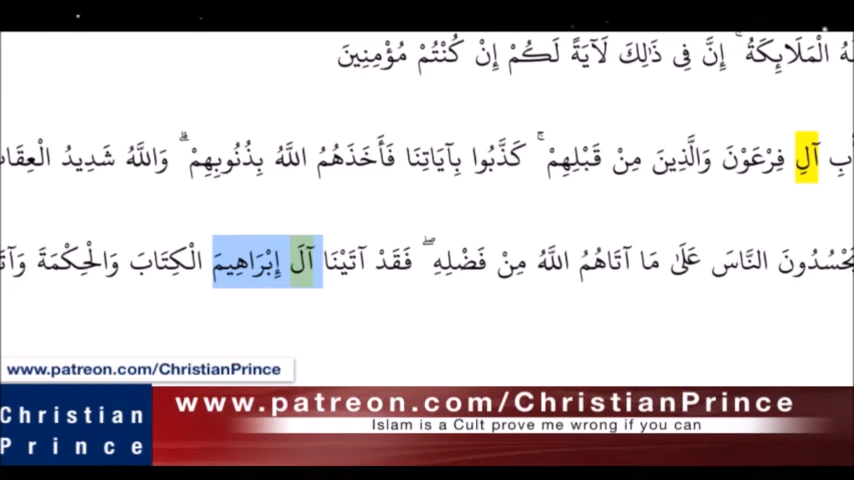 الْمَلَائِكَةُ ۚ إِنَّ فِي ذَٰلِكَ لَآيَةً لَكُمْ إِنْ كُنْتُمْ مُؤْمِنِينَ
آلِ فِرْعَوْنَ وَالَّذِينَ مِنْ قَبْلِهِمْ ۚ كَذَّبُوا بِآيَاتِنَا فَأَخَذَهُمُ اللَّهُ بِذُنُوبِهِمْ ۗ وَاللَّهُ شَدِيدُ الْعِقَا
يَحْسُدُونَ النَّاسَ عَلَىٰ مَا آتَاهُمُ اللَّهُ مِنْ فَضْلِهِ ۖ فَقَدْ آتَيْنَا آلَ إِبْرَاهِيمَ الْكِتَابَ وَالْحِكْمَةَ
www.patreon.com/ChristianPrince
www.patreon.com/ChristianPrince
Islam is a Cult prove me wrong if you can
Christian
Prince